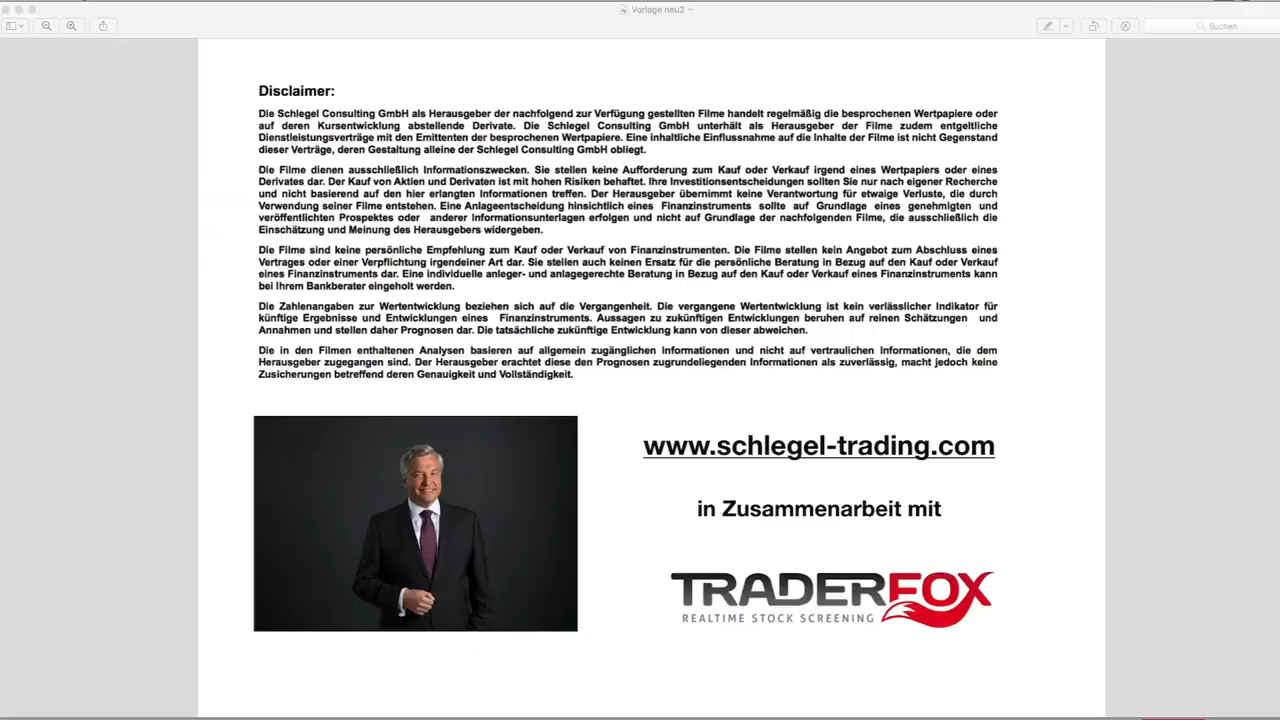 Vorlage neu2
Suchen
Disclaimer:
Die Schlegel Consulting GmbH als Herausgeber der nachfolgend zur Verfügung gestellten Filme handelt regelmäßig die besprochenen Wertpapiere oder
auf deren Kursentwicklung abstellende Derivate. Die Schlegel Consulting GmbH unterhält als Herausgeber der Filme zudem entgeltliche
Dienstleistungsverträge mit den Emittenten der besprochenen Wertpapiere. Eine inhaltliche Einflussnahme auf die Inhalte der Filme ist nicht Gegenstand
dieser Verträge, deren Gestaltung alleine der Schlegel Consulting GmbH obliegt.
Die Filme dienen ausschließlich Informationszwecken. Sie stellen keine Aufforderung zum Kauf oder Verkauf irgend eines Wertpapiers oder eines
Derivates dar. Der Kauf von Aktien und Derivaten ist mit hohen Risiken behaftet. Ihre Investitionsentscheidungen sollten Sie nur nach eigener Recherche
und nicht basierend auf den hier erlangten Informationen treffen. Der Herausgeber übernimmt keine Verantwortung für etwaige Verluste, die durch
Verwendung seiner Filme entstehen. Eine Anlageentscheidung hinsichtlich eines Finanzinstruments sollte auf Grundlage eines genehmigten und
veröffentlichten Prospektes oder anderer Informationsunterlagen erfolgen und nicht auf Grundlage der nachfolgenden Filme, die ausschließlich die
Einschätzung und Meinung des Herausgebers widergeben.
Die Filme sind keine persönliche Empfehlung zum Kauf oder Verkauf von Finanzinstrumenten. Die Filme stellen kein Angebot zum Abschluss eines
Vertrages oder einer Verpflichtung irgendeiner Art dar. Sie stellen auch keinen Ersatz für die persönliche Beratung in Bezug auf den Kauf oder Verkauf
eines Finanzinstruments dar. Eine individuelle anleger- und anlagegerechte Beratung in Bezug auf den Kauf oder Verkauf eines Finanzinstruments kann
bei Ihrem Bankberater eingeholt werden.
Die Zahlenangaben zur Wertentwicklung beziehen sich auf die Vergangenheit. Die vergangene Wertentwicklung ist kein verlässlicher Indikator für
künftige Ergebnisse und Entwicklungen eines Finanzinstruments. Aussagen zu zukünftigen Entwicklungen beruhen auf reinen Schätzungen und
Annahmen und stellen daher Prognosen dar. Die tatsächliche zukünftige Entwicklung kann von dieser abweichen.
Die in den Filmen enthaltenen Analysen basieren auf allgemein zugänglichen Informationen und nicht auf vertraulichen Informationen, die dem
Herausgeber zugegangen sind. Der Herausgeber erachtet diese den Prognosen zugrundeliegenden Informationen als zuverlässig, macht jedoch keine
Zusicherungen betreffend deren Genauigkeit und Vollständigkeit.
www.schlegel-trading.com
in Zusammenarbeit mit
TRADERFOX
REALTIME STOCK SCREENING